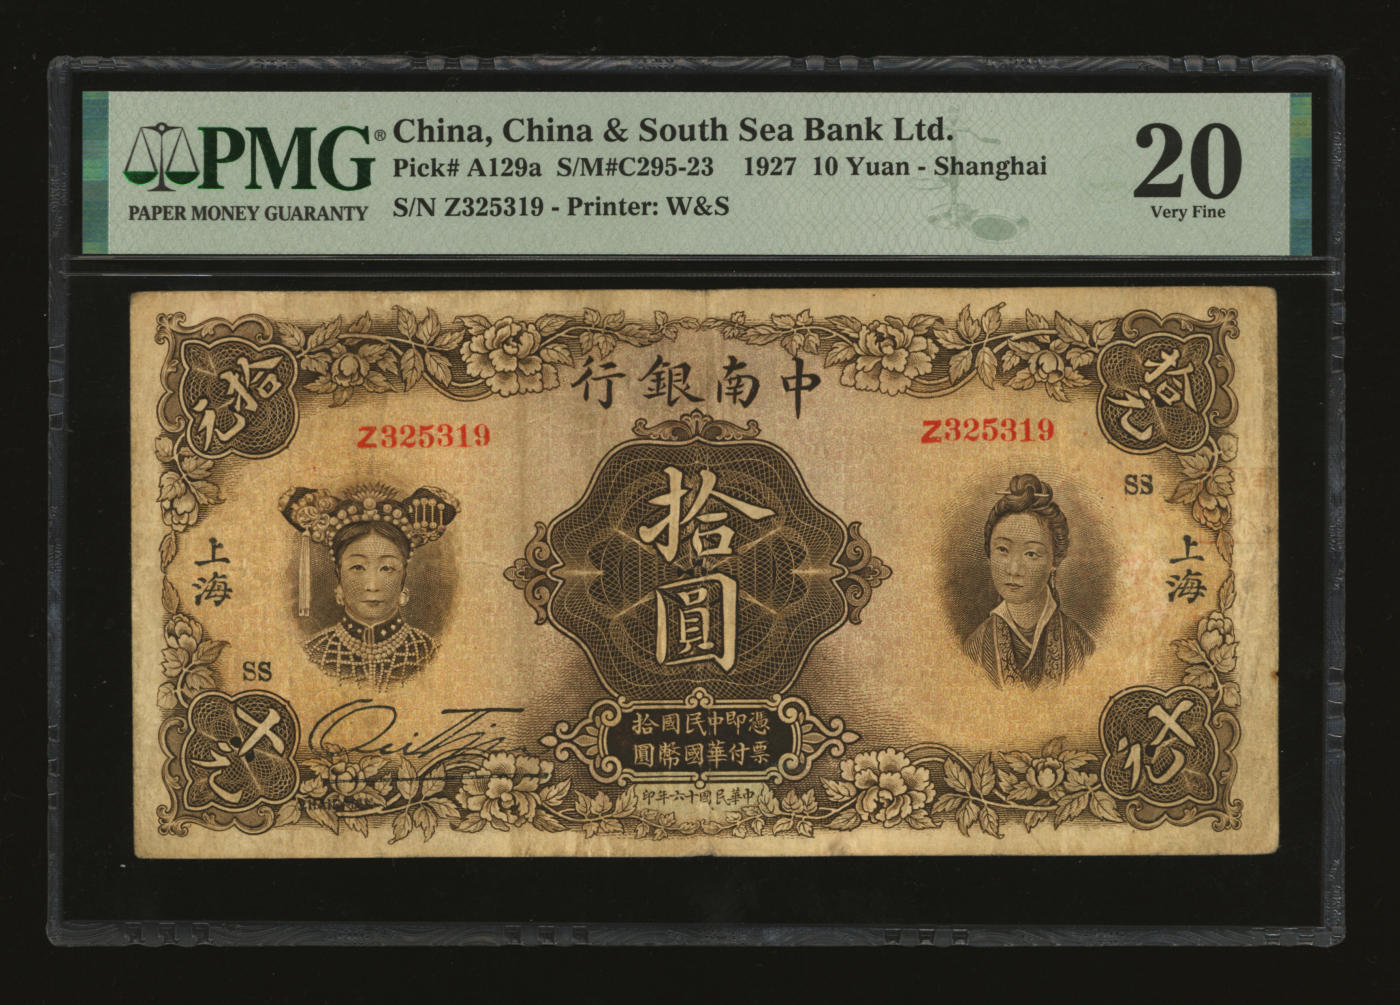 PMG®
PAPER MONEY GUARANTY
China, China & South Sea Bank Ltd.
Pick# A129a S/M#C295-23 1927 10 Yuan - Shanghai
S/N Z325319 - Printer: W&S
20
Very Fine
行銀南中
拾元
拾元
Z325319
Z325319
SS
拾圓
上海
上海
SS
憑票即付中華民國國幣拾圓
印年六十國民華中